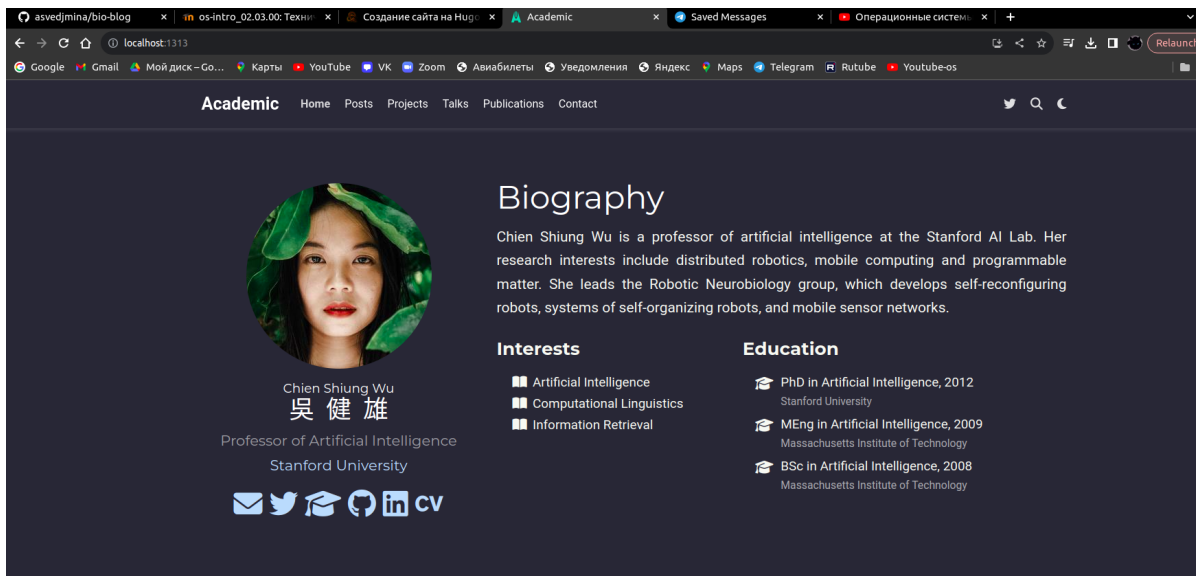 asvedjmina/bio-blog os-intro_02.03.00: Техни Создание сайта на Hugo Academic Saved Messages Операционные систем
localhost:1313 Relaunch
Google Gmail Мой диск – Go... Карты YouTube VK Zoom Авиабилеты Уведомления Яндекс Maps Telegram Rutube Youtube-os
Academic Home Posts Projects Talks Publications Contact
Biography
Chien Shiung Wu is a professor of artificial intelligence at the Stanford AI Lab. Her
research interests include distributed robotics, mobile computing and programmable
matter. She leads the Robotic Neurobiology group, which develops self-reconfiguring
robots, systems of self-organizing robots, and mobile sensor networks.
Chien Shiung Wu
吳健雄
Professor of Artificial Intelligence
Stanford University
CV
Interests
Artificial Intelligence
Computational Linguistics
Information Retrieval
Education
PhD in Artificial Intelligence, 2012
Stanford University
MEng in Artificial Intelligence, 2009
Massachusetts Institute of Technology
BSc in Artificial Intelligence, 2008
Massachusetts Institute of Technology